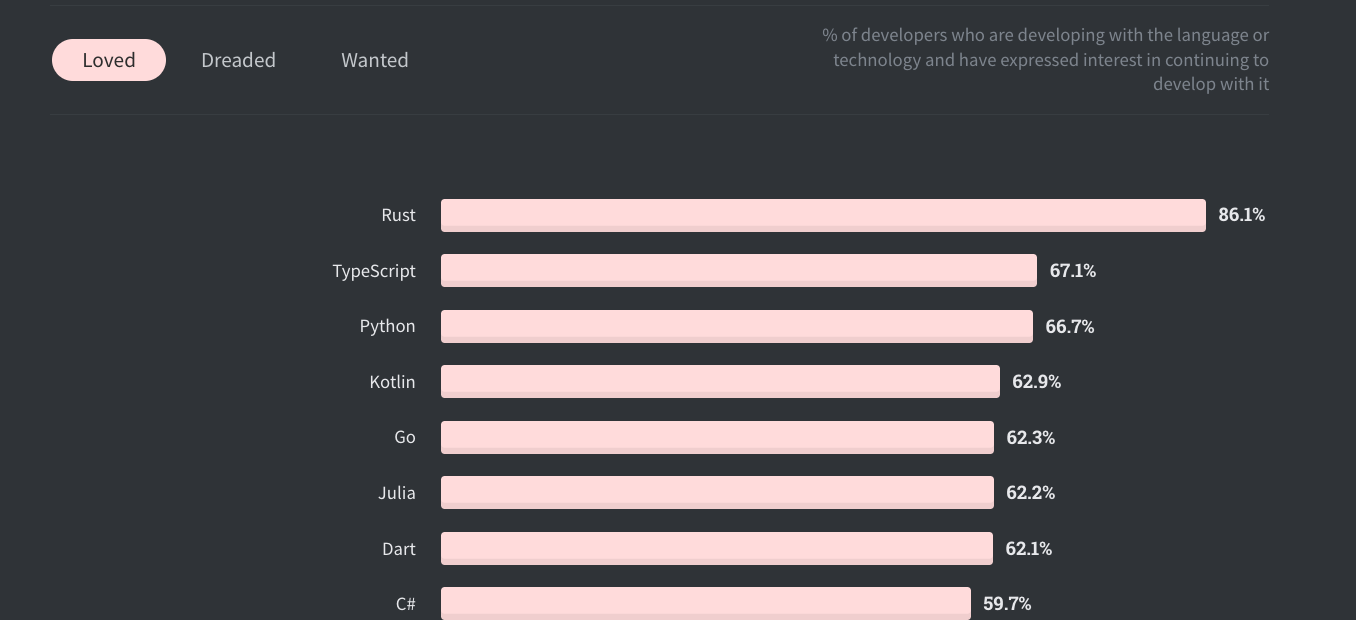 Loved Dreaded Wanted
% of developers who are developing with the language or
technology and have expressed interest in continuing to
develop with it
Rust 86.1%
TypeScript 67.1%
Python 66.7%
Kotlin 62.9%
Go 62.3%
Julia 62.2%
Dart 62.1%
C# 59.7%